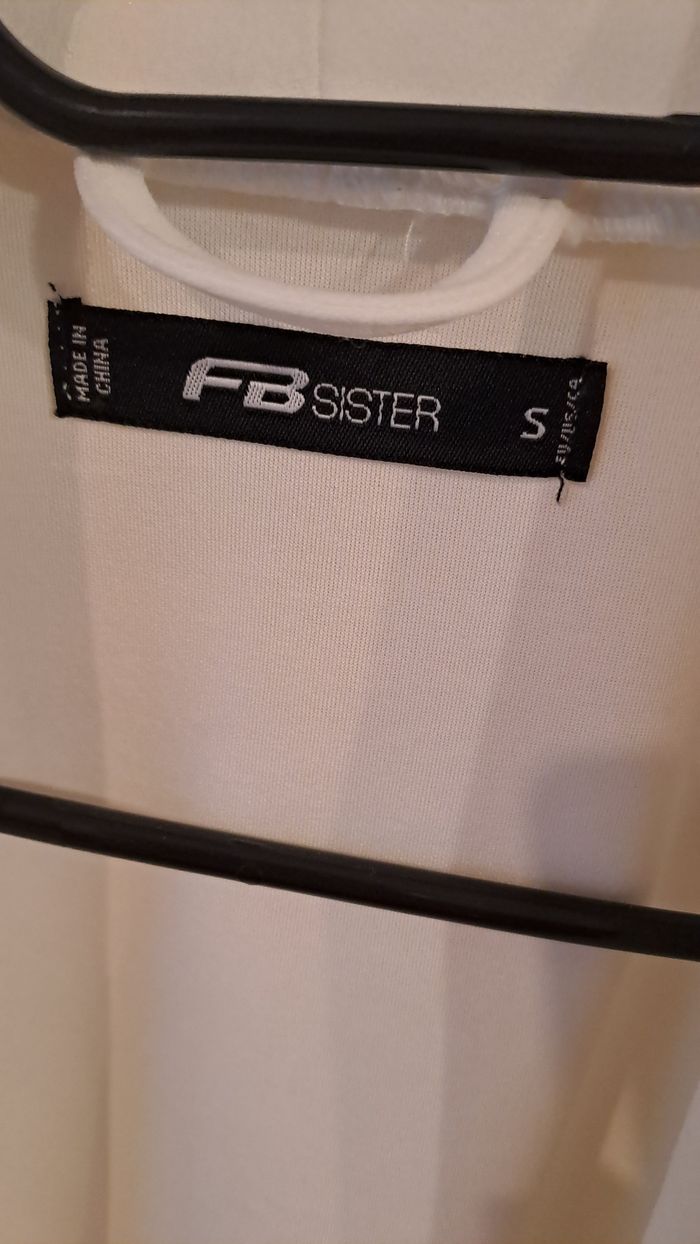 MADE IN
CHINA
FB SISTER
S
EU/US/CA